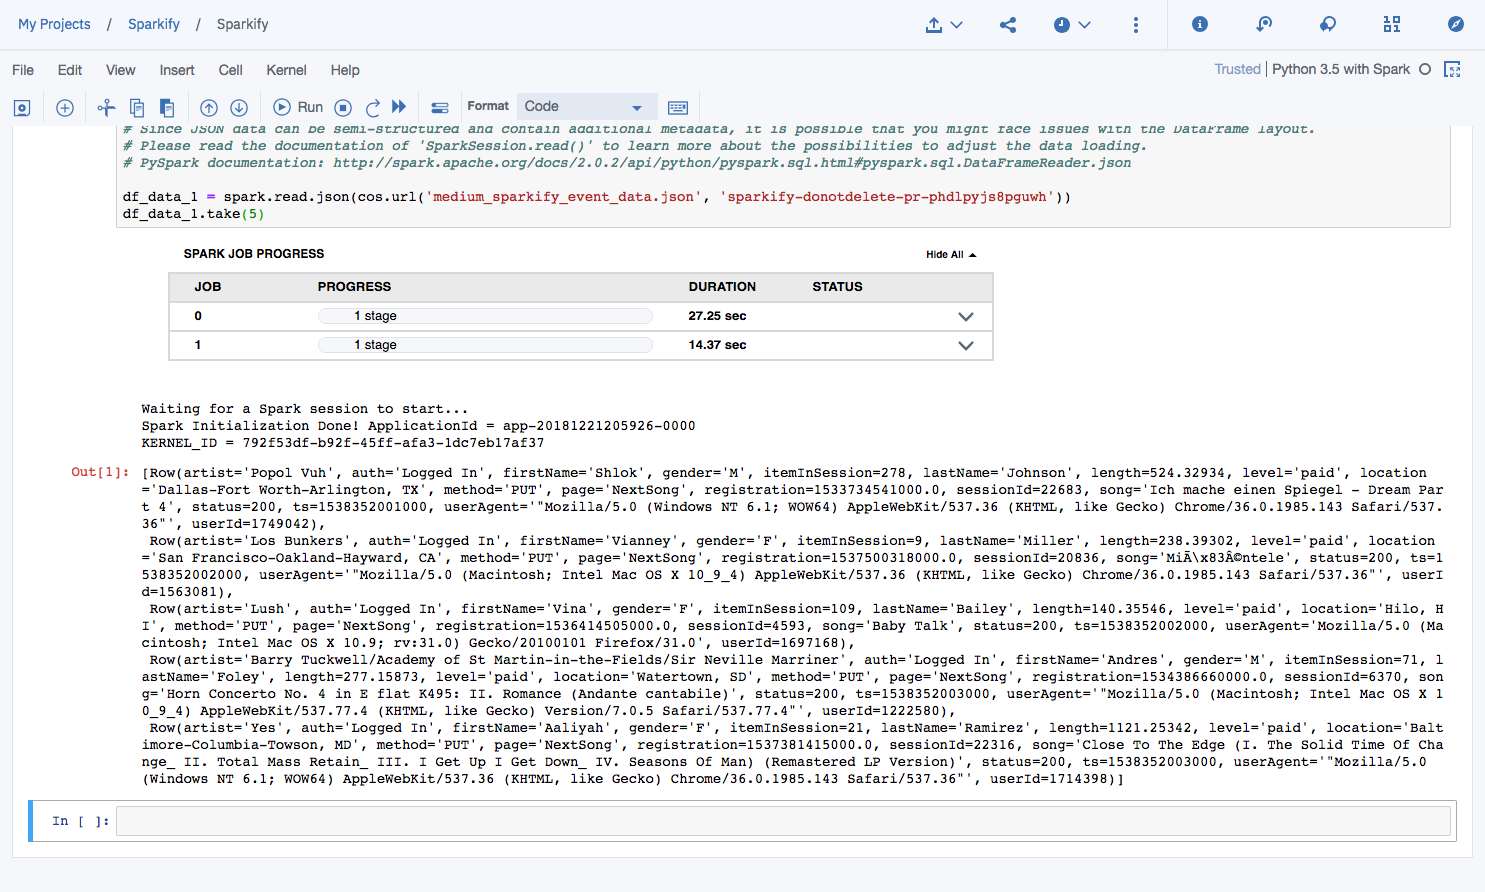 My Projects / Sparkify / Sparkify
File Edit View Insert Cell Kernel Help
Trusted | Python 3.5 with Spark
Run
Format Code
# Since JSON data can be semi-structured and contain additional metadata, it is possible that you might face issues with the DataFrame layout.
# Please read the documentation of 'SparkSession.read()' to learn more about the possibilities to adjust the data loading.
# PySpark documentation: http://spark.apache.org/docs/2.0.2/api/python/pyspark.sql.html#pyspark.sql.DataFrameReader.json
df_data_1 = spark.read.json(cos.url('medium_sparkify_event_data.json', 'sparkify-donotdelete-pr-phdlpyjs8pguwh'))
df_data_1.take(5)
SPARK JOB PROGRESS
Hide All
JOB PROGRESS DURATION STATUS
0 1 stage 27.25 sec
1 1 stage 14.37 sec
Waiting for a Spark session to start...
Spark Initialization Done! ApplicationId = app-20181221205926-0000
KERNEL_ID = 792f53df-b92f-45ff-afa3-1dc7eb17af37
Out[1]: [Row(artist='Popol Vuh', auth='Logged In', firstName='Shlok', gender='M', itemInSession=278, lastName='Johnson', length=524.32934, level='paid', location
='Dallas-Fort Worth-Arlington, TX', method='PUT', page='NextSong', registration=1533734541000.0, sessionId=22683, song='Ich mache einen Spiegel - Dream Par
t 4', status=200, ts=1538352001000, userAgent='"Mozilla/5.0 (Windows NT 6.1; WOW64) AppleWebKit/537.36 (KHTML, like Gecko) Chrome/36.0.1985.143 Safari/537.
36"', userId=1749042),
Row(artist='Los Bunkers', auth='Logged In', firstName='Vianney', gender='F', itemInSession=9, lastName='Miller', length=238.39302, level='paid', location
='San Francisco-Oakland-Hayward, CA', method='PUT', page='NextSong', registration=1537500318000.0, sessionId=20836, song='MiÃ\x83Â©ntele', status=200, ts=1
538352002000, userAgent='"Mozilla/5.0 (Macintosh; Intel Mac OS X 10_9_4) AppleWebKit/537.36 (KHTML, like Gecko) Chrome/36.0.1985.143 Safari/537.36"', userI
d=1563081),
Row(artist='Lush', auth='Logged In', firstName='Vina', gender='F', itemInSession=109, lastName='Bailey', length=140.35546, level='paid', location='Hilo, H
I', method='PUT', page='NextSong', registration=1536414505000.0, sessionId=4593, song='Baby Talk', status=200, ts=1538352002000, userAgent='Mozilla/5.0 (Ma
cintosh; Intel Mac OS X 10.9; rv:31.0) Gecko/20100101 Firefox/31.0', userId=1697168),
Row(artist='Barry Tuckwell/Academy of St Martin-in-the-Fields/Sir Neville Marriner', auth='Logged In', firstName='Andres', gender='M', itemInSession=71, l
astName='Foley', length=277.15873, level='paid', location='Watertown, SD', method='PUT', page='NextSong', registration=1534386660000.0, sessionId=6370, son
g='Horn Concerto No. 4 in E flat K495: II. Romance (Andante cantabile)', status=200, ts=1538352003000, userAgent='"Mozilla/5.0 (Macintosh; Intel Mac OS X 1
0_9_4) AppleWebKit/537.77.4 (KHTML, like Gecko) Version/7.0.5 Safari/537.77.4"', userId=1222580),
Row(artist='Yes', auth='Logged In', firstName='Aaliyah', gender='F', itemInSession=21, lastName='Ramirez', length=1121.25342, level='paid', location='Balt
imore-Columbia-Towson, MD', method='PUT', page='NextSong', registration=1537381415000.0, sessionId=22316, song='Close To The Edge (I. The Solid Time Of Cha
nge_ II. Total Mass Retain_ III. I Get Up I Get Down_ IV. Seasons Of Man) (Remastered LP Version)', status=200, ts=1538352003000, userAgent='"Mozilla/5.0
(Windows NT 6.1; WOW64) AppleWebKit/537.36 (KHTML, like Gecko) Chrome/36.0.1985.143 Safari/537.36"', userId=1714398)]
In [ ]: